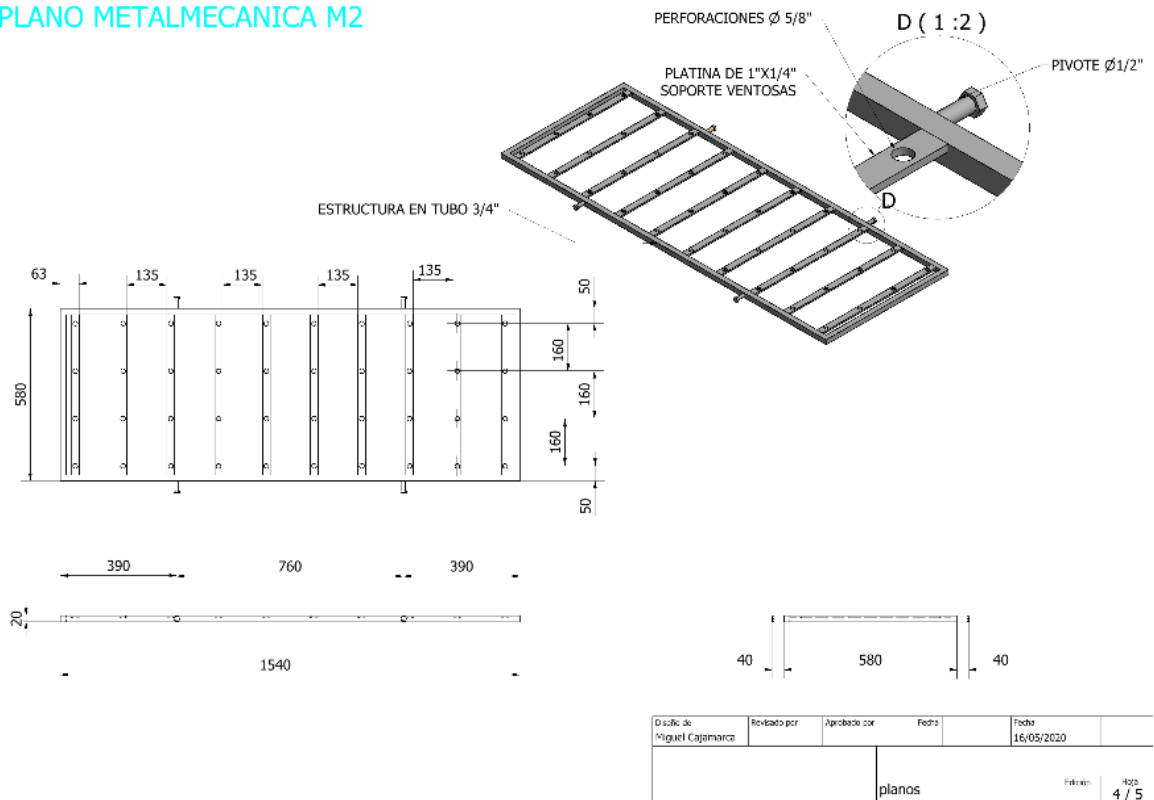 PLANO METALMECANICA M2
PERFORACIONES Ø 5/8"
D ( 1 :2 )
PIVOTE Ø1/2"
PLATINA DE 1"X1/4"
SOPORTE VENTOSAS
D
ESTRUCTURA EN TUBO 3/4"
63
135
135
135
135
50
160
580
160
160
50
390
760
390
20
1540
40
580
40
Diseño de
Miguel Cajamarca
Revisado por
Aprobado por
Fecha
Fecha
16/05/2020
planos
Edición
Hoja
4 / 5